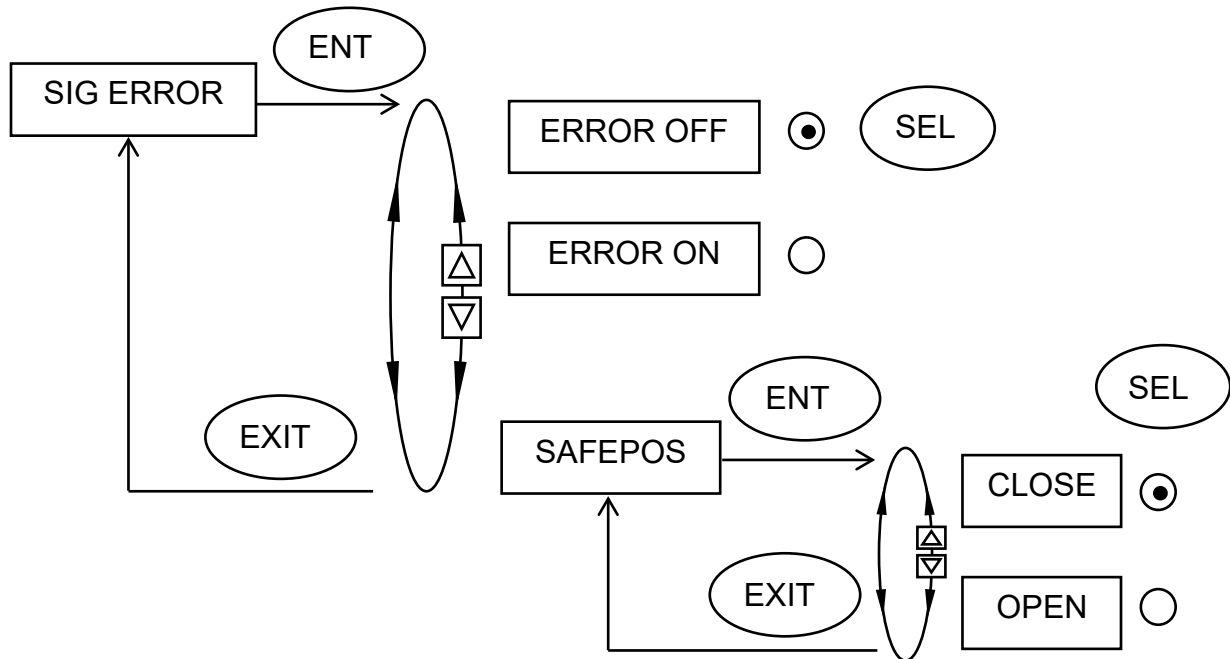 ENT
SIG ERROR
ERROR OFF
SEL
ERROR ON
EXIT
SAFEPOS
ENT
SEL
CLOSE
EXIT
OPEN